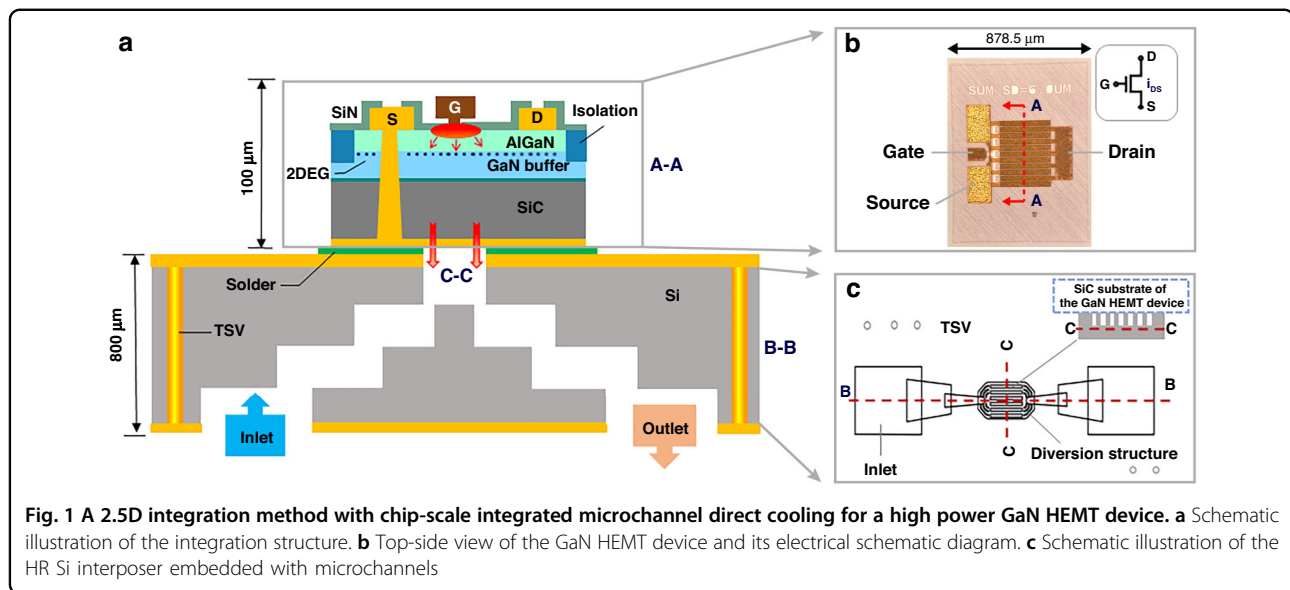 a
100 μm
SiN
S
G
D
Isolation
AlGaN
2DEG
GaN buffer
SiC
A-A
Solder
C-C
Si
TSV
800 μm
B-B
Inlet
Outlet
b
878.5 μm
SUM SD=6.0UM
A
A
Gate
Source
Drain
D
G
iDS
S
c
SiC substrate of
the GaN HEMT device
TSV
C
C
C
C
B
B
Inlet
Diversion structure
Fig. 1 A 2.5D integration method with chip-scale integrated microchannel direct cooling for a high power GaN HEMT device. a Schematic
illustration of the integration structure. b Top-side view of the GaN HEMT device and its electrical schematic diagram. c Schematic illustration of the
HR Si interposer embedded with microchannels